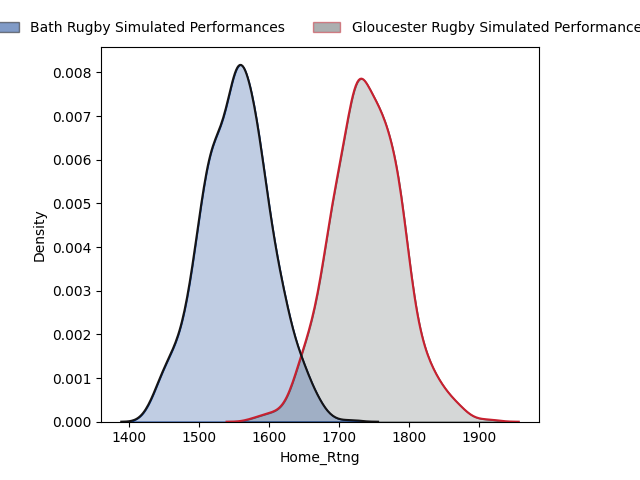 Bath Rugby Simulated Performances Gloucester Rugby Simulated Performance
0.008
0.007
0.006
0.005
0.004
0.003
0.002
0.001
0.000
Density
1400 1500 1600 1700 1800 1900
Home_Rtng